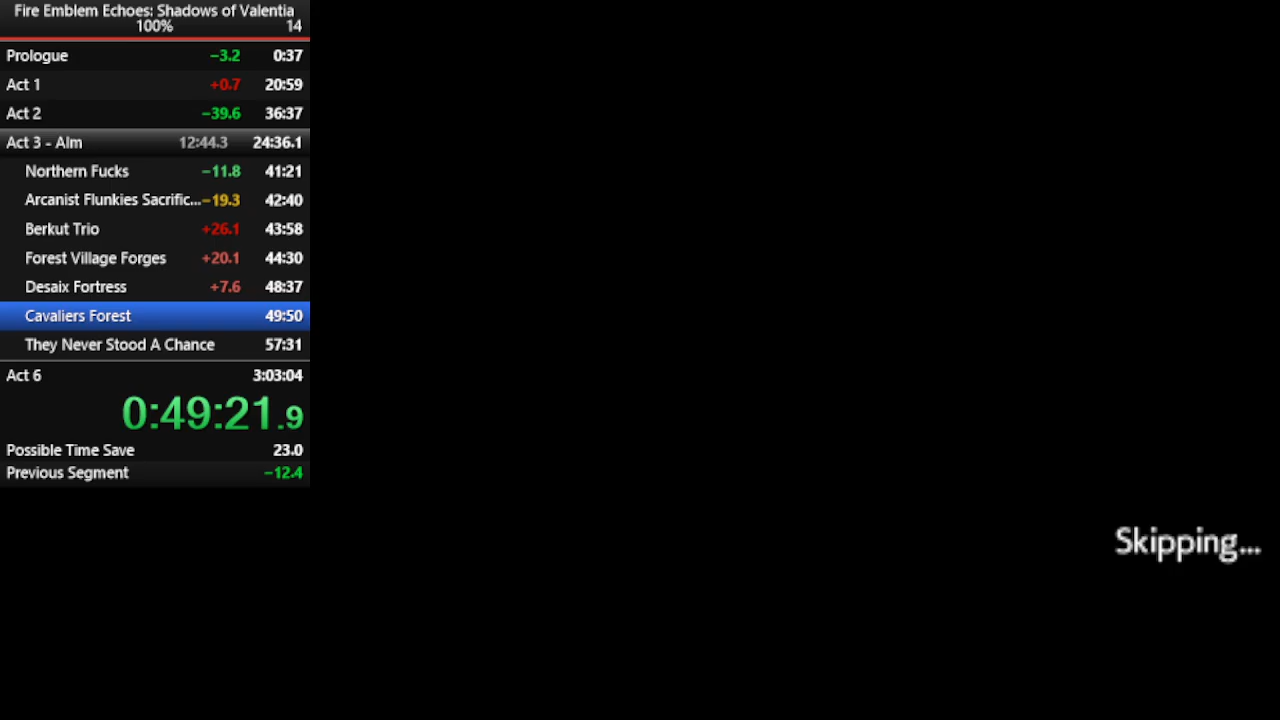 Fire Emblem Echoes: Shadows of Valentia
100% 14
Prologue −3.2 0:37
Act 1 +0.7 20:59
Act 2 −39.6 36:37
Act 3 - Alm 12:44.3 24:36.1
Northern Fucks −11.8 41:21
Arcanist Flunkies Sacrific... −19.3 42:40
Berkut Trio +26.1 43:58
Forest Village Forges +20.1 44:30
Desaix Fortress +7.6 48:37
Cavaliers Forest 49:50
They Never Stood A Chance 57:31
Act 6 3:03:04
0:49:21.9
Possible Time Save 23.0
Previous Segment −12.4
Skipping...